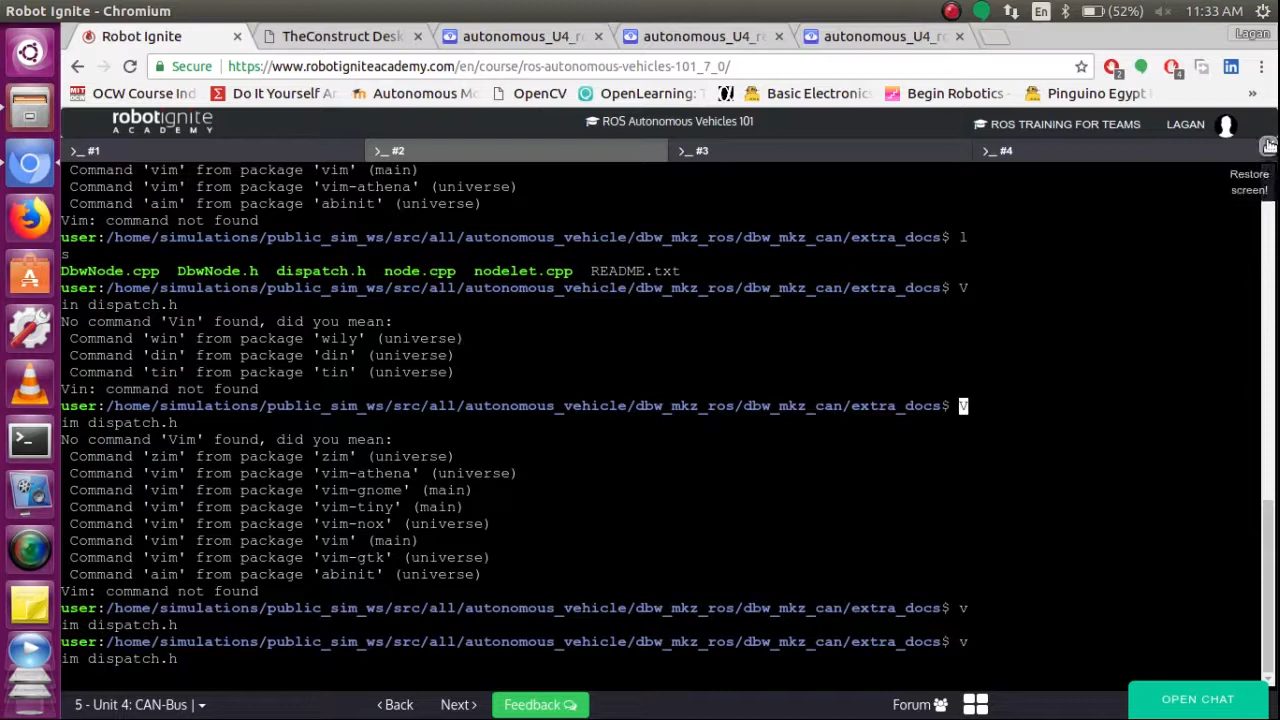 Robot Ignite - Chromium
En
(52%)
11:33 AM
Robot Ignite
TheConstruct Desk
autonomous_U4_r
autonomous_U4_r
autonomous_U4_r
Lagan
Secure
https://www.robotigniteacademy.com/en/course/ros-autonomous-vehicles-101_7_0/
2
4
OCW Course Ind
Do It Yourself Ar
Autonomous Mo
OpenCV
OpenLearning: T
Basic Electronic
Begin Robotics -
Pinguino Egypt
»
robotignite
ACADEMY
ROS Autonomous Vehicles 101
ROS TRAINING FOR TEAMS
LAGAN
>_ #1
>_ #2
>_ #3
>_ #4
Restore
screen!
Command 'vim' from package 'vim' (main)
Command 'vim' from package 'vim-athena' (universe)
Command 'aim' from package 'abinit' (universe)
Vim: command not found
user:/home/simulations/public_sim_ws/src/all/autonomous_vehicle/dbw_mkz_ros/dbw_mkz_can/extra_docs$ l
s
DbwNode.cpp DbwNode.h dispatch.h node.cpp nodelet.cpp README.txt
user:/home/simulations/public_sim_ws/src/all/autonomous_vehicle/dbw_mkz_ros/dbw_mkz_can/extra_docs$ V
in dispatch.h
No command 'Vin' found, did you mean:
Command 'win' from package 'wily' (universe)
Command 'din' from package 'din' (universe)
Command 'tin' from package 'tin' (universe)
Vin: command not found
user:/home/simulations/public_sim_ws/src/all/autonomous_vehicle/dbw_mkz_ros/dbw_mkz_can/extra_docs$ V
im dispatch.h
No command 'Vim' found, did you mean:
Command 'zim' from package 'zim' (universe)
Command 'vim' from package 'vim-athena' (universe)
Command 'vim' from package 'vim-gnome' (main)
Command 'vim' from package 'vim-tiny' (main)
Command 'vim' from package 'vim-nox' (universe)
Command 'vim' from package 'vim' (main)
Command 'vim' from package 'vim-gtk' (universe)
Command 'aim' from package 'abinit' (universe)
Vim: command not found
user:/home/simulations/public_sim_ws/src/all/autonomous_vehicle/dbw_mkz_ros/dbw_mkz_can/extra_docs$ v
im dispatch.h
user:/home/simulations/public_sim_ws/src/all/autonomous_vehicle/dbw_mkz_ros/dbw_mkz_can/extra_docs$ v
im dispatch.h
5 - Unit 4: CAN-Bus |
Back
Next
Feedback
Forum
OPEN CHAT